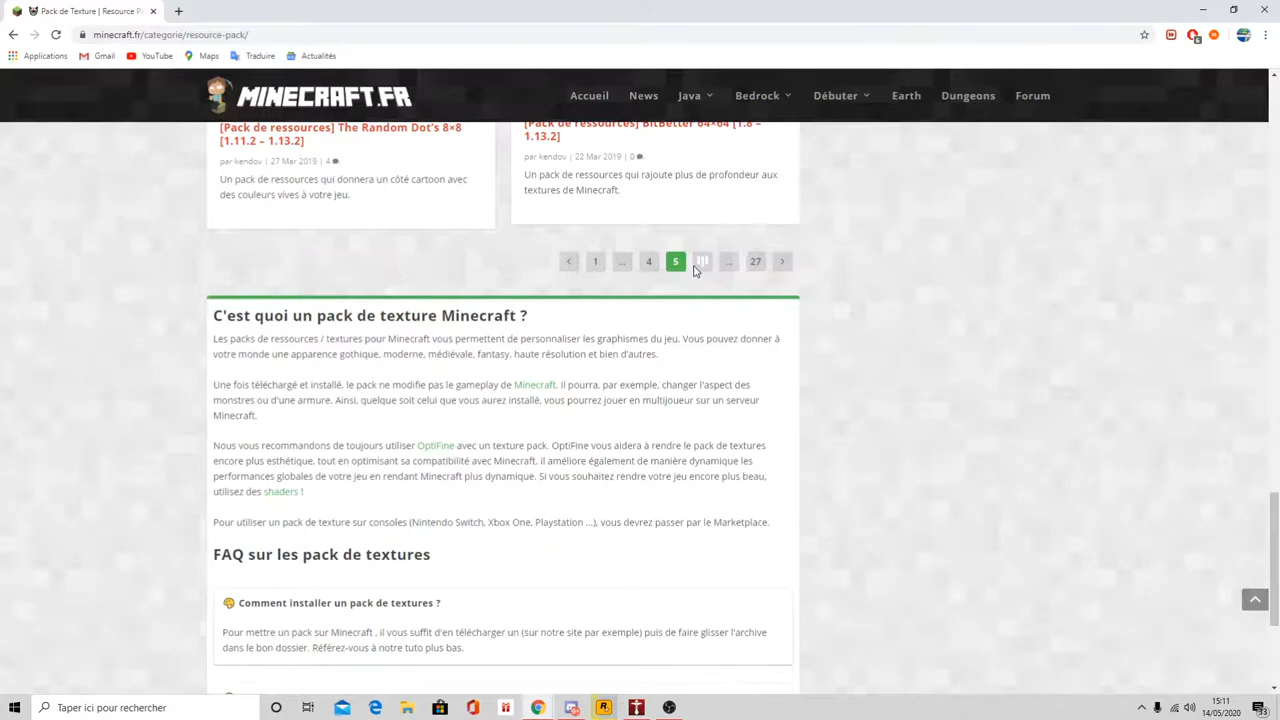 Pack de Texture | Resource Pa
minecraft.fr/categorie/resource-pack/
Applications Gmail YouTube Maps Traduire Actualités
MINECRAFT.FR Accueil News Java Bedrock Débuter Earth Dungeons Forum
[Pack de ressources] The Random Dot's 8×8
[1.11.2 – 1.13.2]
par kendov | 27 Mar 2019 | 4
Un pack de ressources qui donnera un côté cartoon avec
des couleurs vives à votre jeu.
[Pack de ressources] BitBetter 64×64 [1.8 –
1.13.2]
par kendov | 22 Mar 2019 | 0
Un pack de ressources qui rajoute plus de profondeur aux
textures de Minecraft.
< 1 ... 4 5 ... 27 >
C'est quoi un pack de texture Minecraft ?
Les packs de ressources / textures pour Minecraft vous permettent de personnaliser les graphismes du jeu. Vous pouvez donner à
votre monde une apparence gothique, moderne, médiévale, fantasy, haute résolution et bien d'autres.
Une fois téléchargé et installé, le pack ne modifie pas le gameplay de Minecraft. Il pourra, par exemple, changer l'aspect des
monstres ou d'une armure. Ainsi, quelque soit celui que vous aurez installé, vous pourrez jouer en multijoueur sur un serveur
Minecraft.
Nous vous recommandons de toujours utiliser OptiFine avec un texture pack. OptiFine vous aidera à rendre le pack de textures
encore plus esthétique, tout en optimisant sa compatibilité avec Minecraft. il améliore également de manière dynamique les
performances globales de votre jeu en rendant Minecraft plus dynamique. Si vous souhaitez rendre votre jeu encore plus beau,
utilisez des shaders !
Pour utiliser un pack de texture sur consoles (Nintendo Switch, Xbox One, Playstation ...), vous devrez passer par le Marketplace.
FAQ sur les pack de textures
Comment installer un pack de textures ?
Pour mettre un pack sur Minecraft , il vous suffit d'en télécharger un (sur notre site par exemple) puis de faire glisser l'archive
dans le bon dossier. Référez-vous à notre tuto plus bas.
Taper ici pour rechercher
15:11
14/05/2020